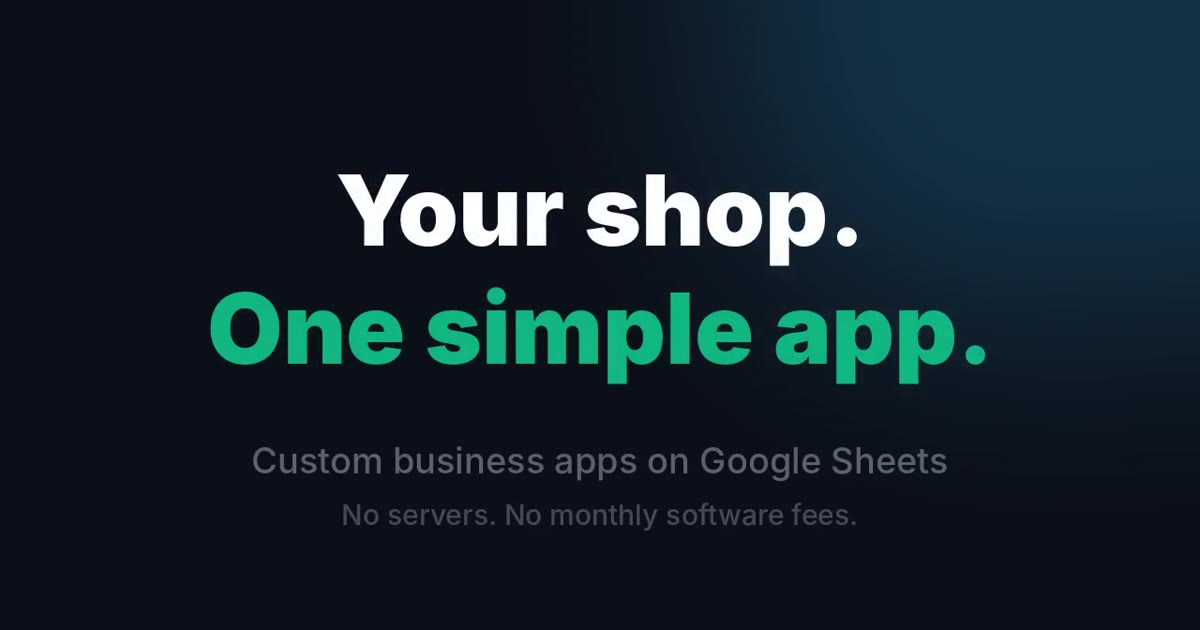 Your shop.
One simple app.
Custom business apps on Google Sheets
No servers. No monthly software fees.